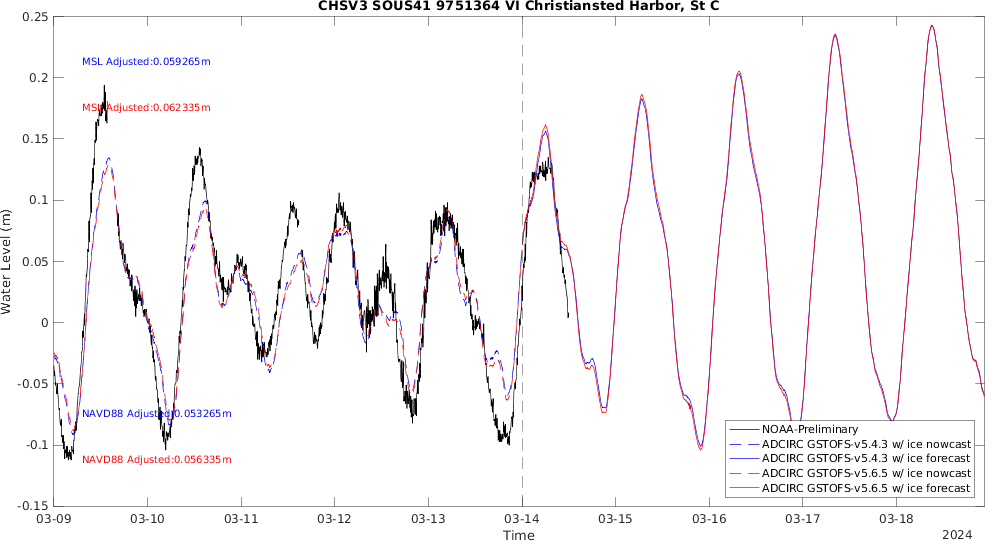 CHSV3 SOUS41 9751364 VI Christiansted Harbor, St C
0.25
0.2
0.15
0.1
0.05
0
-0.05
-0.1
-0.15
Water Level (m)
MSL Adjusted:0.059265m
MSL Adjusted:0.062335m
NAVD88 Adjusted:0.053265m
NAVD88 Adjusted:0.056335m
NOAA-Preliminary
ADCIRC GSTOFS-v5.4.3 w/ ice nowcast
ADCIRC GSTOFS-v5.4.3 w/ ice forecast
ADCIRC GSTOFS-v5.6.5 w/ ice nowcast
ADCIRC GSTOFS-v5.6.5 w/ ice forecast
03-09 03-10 03-11 03-12 03-13 03-14 03-15 03-16 03-17 03-18
Time
2024